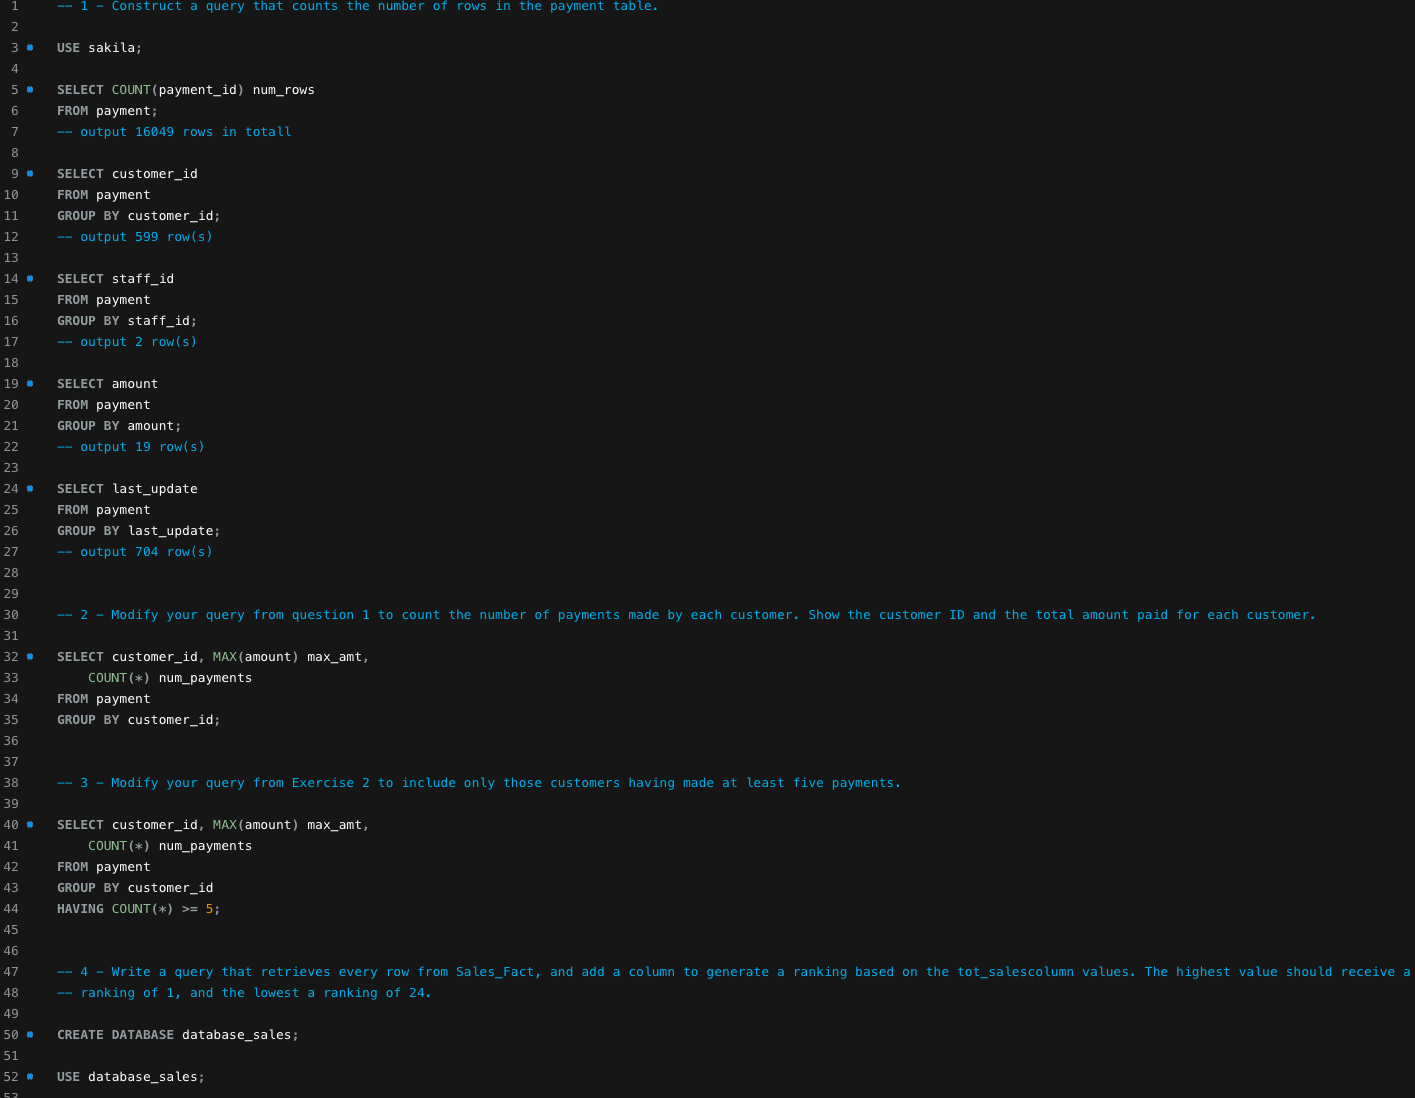 1 -- 1 - Construct a query that counts the number of rows in the payment table.
2
3 USE sakila;
4
5 SELECT COUNT(payment_id) num_rows
6 FROM payment;
7 -- output 16049 rows in totall
8
9 SELECT customer_id
10 FROM payment
11 GROUP BY customer_id;
12 -- output 599 row(s)
13
14 SELECT staff_id
15 FROM payment
16 GROUP BY staff_id;
17 -- output 2 row(s)
18
19 SELECT amount
20 FROM payment
21 GROUP BY amount;
22 -- output 19 row(s)
23
24 SELECT last_update
25 FROM payment
26 GROUP BY last_update;
27 -- output 704 row(s)
28
29
30 -- 2 - Modify your query from question 1 to count the number of payments made by each customer. Show the customer ID and the total amount paid for each customer.
31
32 SELECT customer_id, MAX(amount) max_amt,
33 COUNT(*) num_payments
34 FROM payment
35 GROUP BY customer_id;
36
37
38 -- 3 - Modify your query from Exercise 2 to include only those customers having made at least five payments.
39
40 SELECT customer_id, MAX(amount) max_amt,
41 COUNT(*) num_payments
42 FROM payment
43 GROUP BY customer_id
44 HAVING COUNT(*) >= 5;
45
46
47 -- 4 - Write a query that retrieves every row from Sales_Fact, and add a column to generate a ranking based on the tot_salescolumn values. The highest value should receive a
48 -- ranking of 1, and the lowest a ranking of 24.
49
50 CREATE DATABASE database_sales;
51
52 USE database_sales;
53